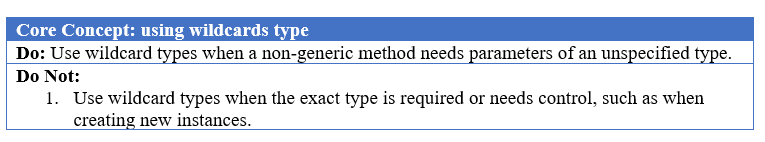 Core Concept: using wildcards type
Do: Use wildcard types when a non-generic method needs parameters of an unspecified type.
Do Not:
1. Use wildcard types when the exact type is required or needs control, such as when
creating new instances.